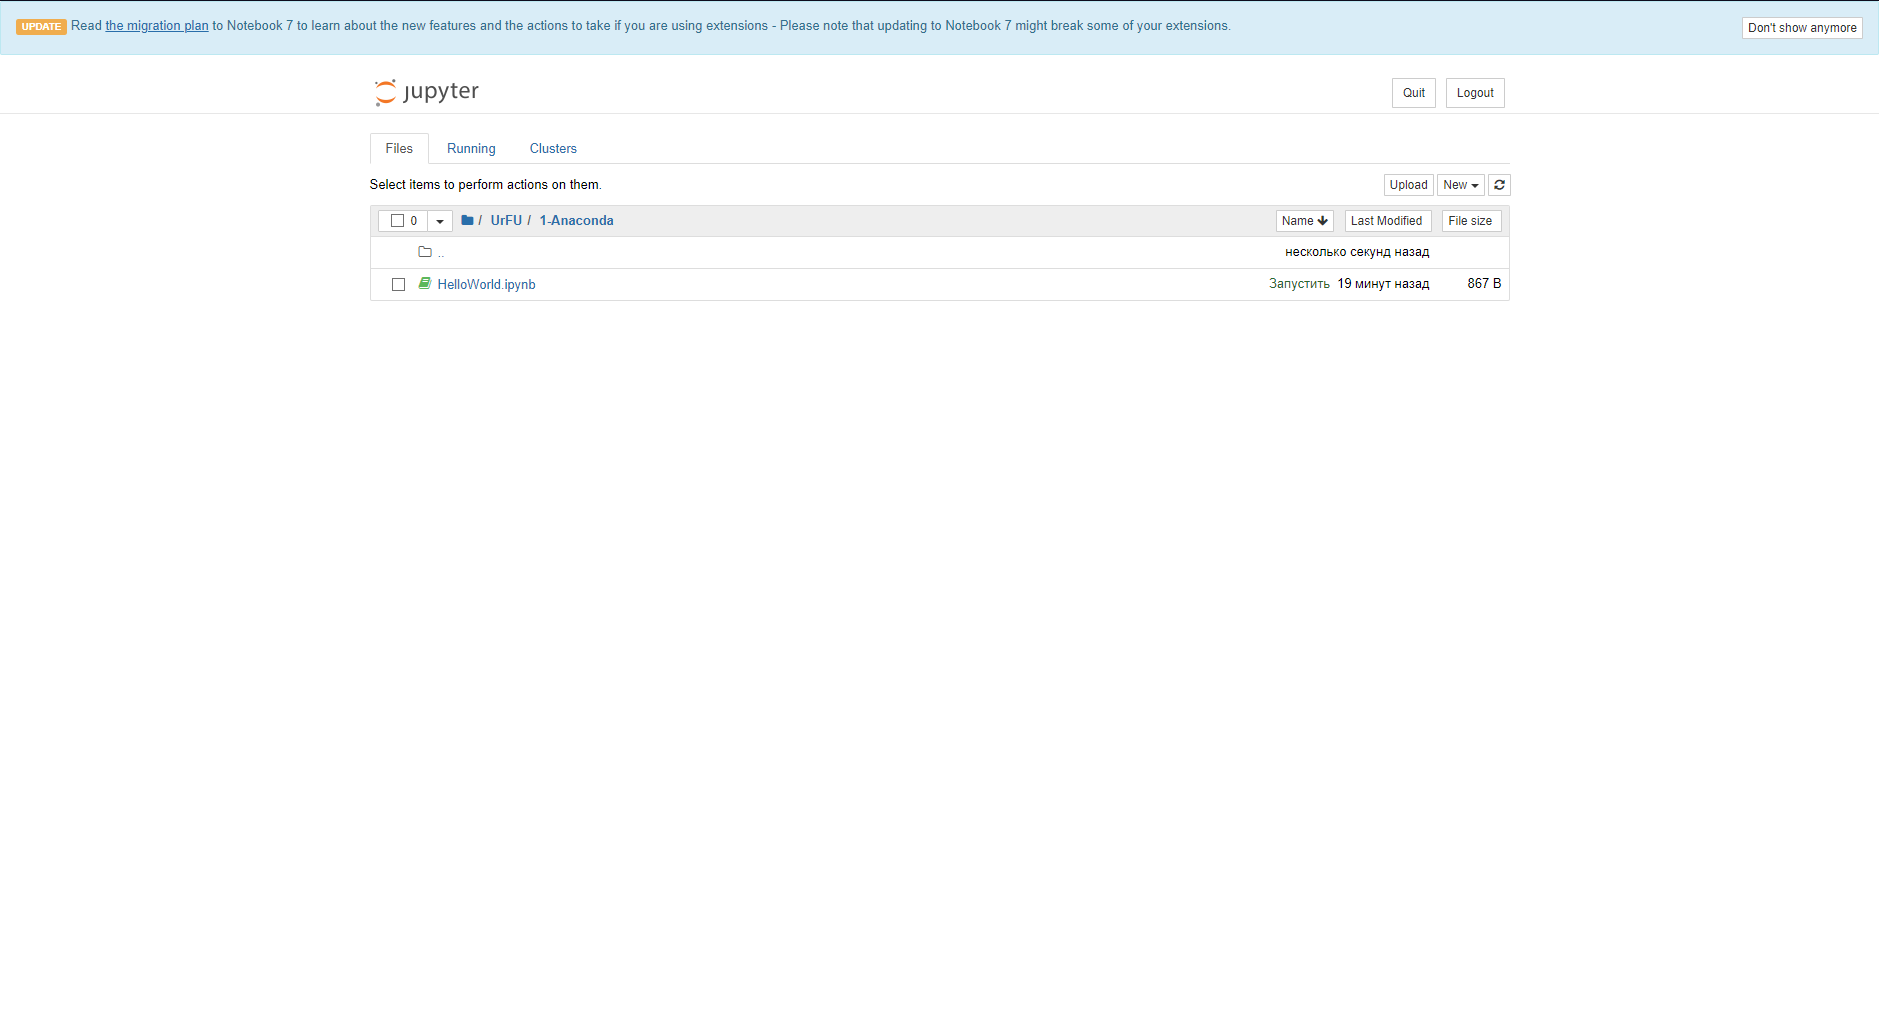 UPDATE Read the migration plan to Notebook 7 to learn about the new features and the actions to take if you are using extensions - Please note that updating to Notebook 7 might break some of your extensions.
Don't show anymore
jupyter
Quit Logout
Files Running Clusters
Select items to perform actions on them.
Upload New
0 / UrFU / 1-Anaconda Name Last Modified File size
.. несколько секунд назад
HelloWorld.ipynb Запустить 19 минут назад 867 B